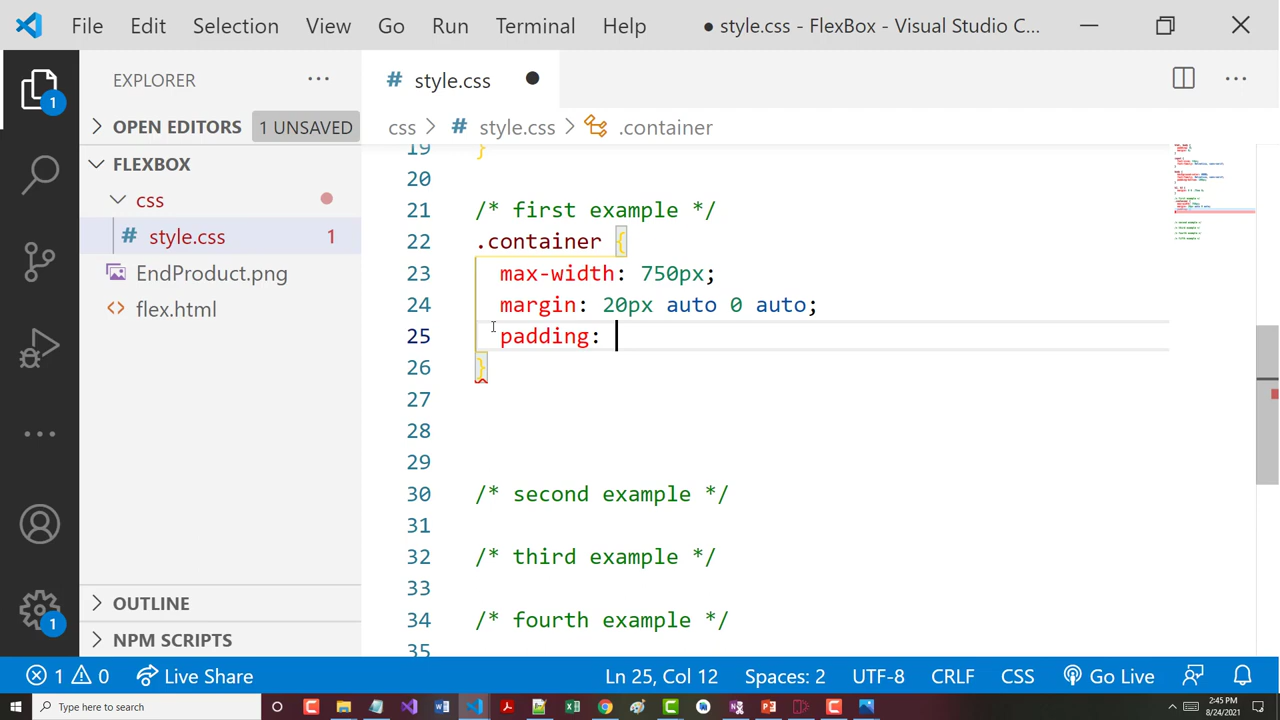 File Edit Selection View Go Run Terminal Help ● style.css - FlexBox - Visual Studio C...
EXPLORER ...
# style.css ●
OPEN EDITORS 1 UNSAVED
css > # style.css > .container
FLEXBOX
css
# style.css 1
EndProduct.png
<> flex.html
OUTLINE
NPM SCRIPTS
1
1
19 }
20
21 /* first example */
22 .container {
23 max-width: 750px;
24 margin: 20px auto 0 auto;
25 padding:
26 }
27
28
29
30 /* second example */
31
32 /* third example */
33
34 /* fourth example */
35
1 0 Live Share Ln 25, Col 12 Spaces: 2 UTF-8 CRLF CSS Go Live
Type here to search
2:45 PM
8/24/2021